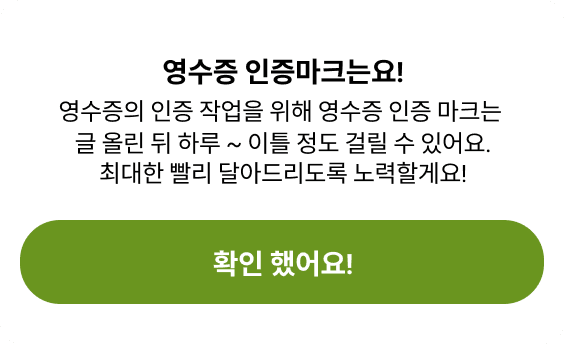 영수증 인증마크는요!
영수증의 인증 작업을 위해 영수증 인증 마크는
글 올린 뒤 하루 ~ 이틀 정도 걸릴 수 있어요.
최대한 빨리 달아드리도록 노력할게요!
확인 했어요!